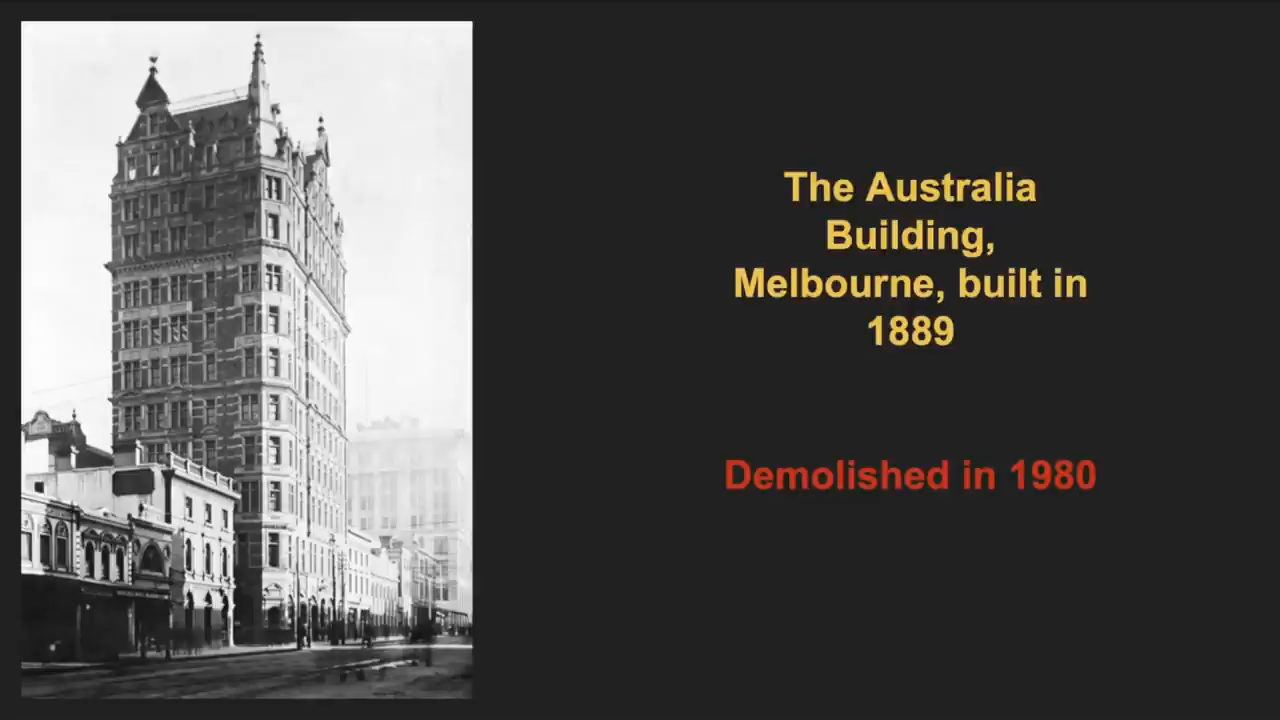 The Australia
Building,
Melbourne, built in
1889
Demolished in 1980